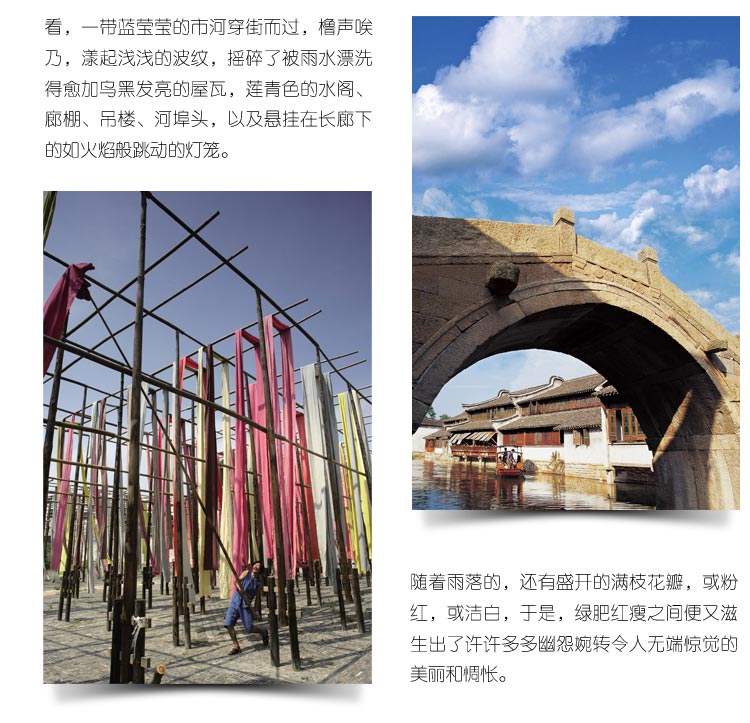 看，一带蓝莹莹的市河穿街而过，橹声唉
乃，漾起浅浅的波纹，摇碎了被雨水漂洗
得愈加乌黑发亮的屋瓦，莲青色的水阁、
廊棚、吊楼、河埠头，以及悬挂在长廊下
的如火焰般跳动的灯笼。
随着雨落的，还有盛开的满枝花瓣，或粉
红，或洁白，于是，绿肥红瘦之间便又滋
生出了许许多多幽怨婉转令人无端惊觉的
美丽和惆怅。